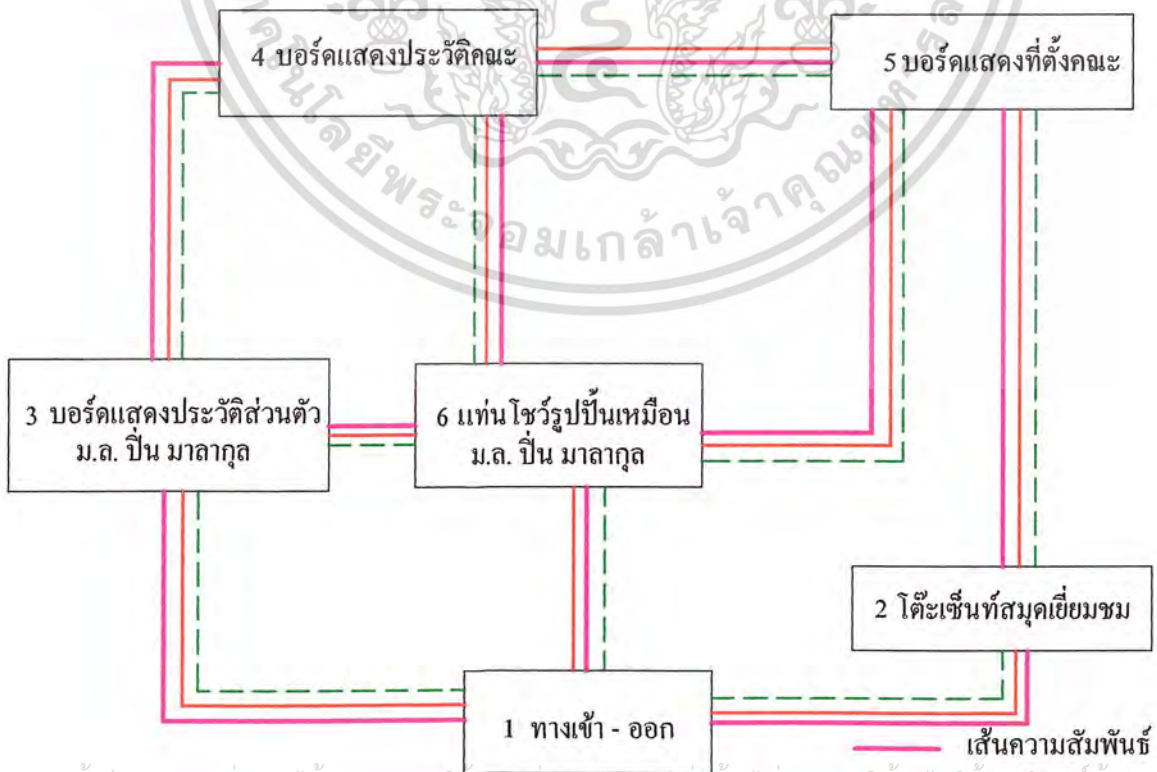 4 บอร์ดแสดงประวัติคณะ
5 บอร์ดแสดงที่ตั้งคณะ
3 บอร์ดแสดงประวัติส่วนตัว
ม.ล. ปิ่น มาลากุล
6 แท่นโชว์รูปปั้นเหมือน
ม.ล. ปิ่น มาลากุล
2 โต๊ะเซ็นท์สมุดเยี่ยมชม
1 ทางเข้า - ออก
เส้นความสัมพันธ์